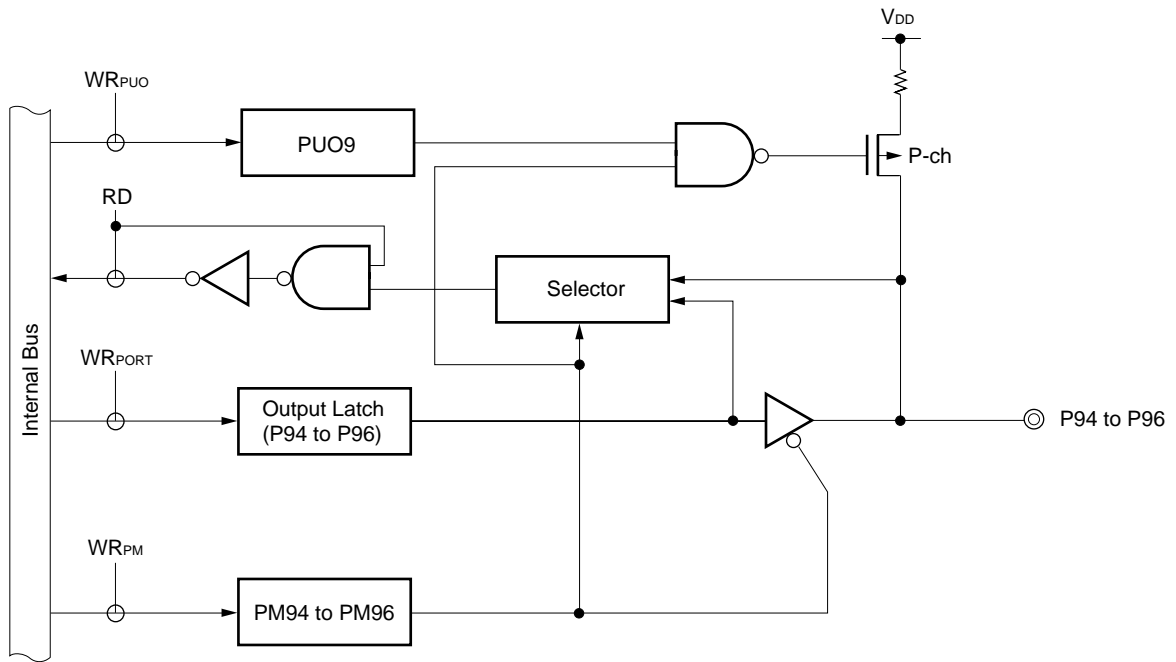 VDD
WRPUO
PUO9
P-ch
RD
Selector
Internal Bus
WRPORT
Output Latch
(P94 to P96)
P94 to P96
WRPM
PM94 to PM96